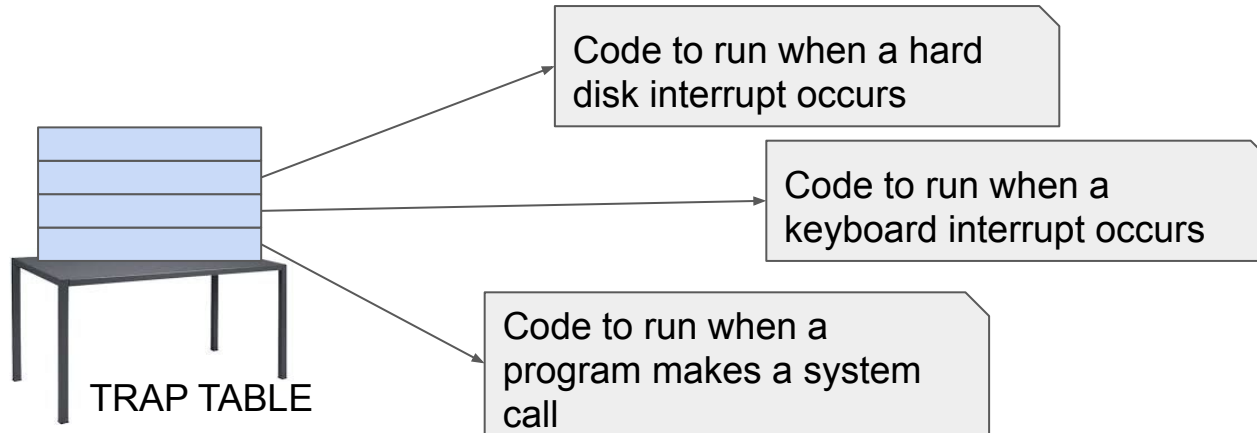 Code to run when a hard
disk interrupt occurs
Code to run when a
keyboard interrupt occurs
Code to run when a
program makes a system
call
TRAP TABLE